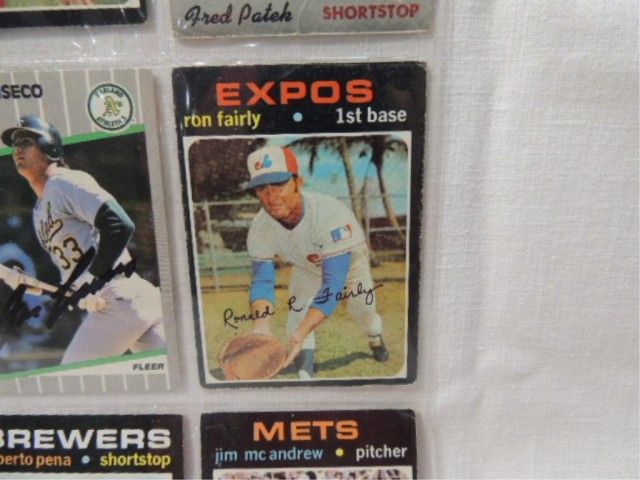 Fred Patek SHORTSTOP
EXPOS
ron fairly • 1st base
Ronald R Fairly
SECO
33
FLEER
BREWERS
berto pena • shortstop
METS
jim mc andrew • pitcher